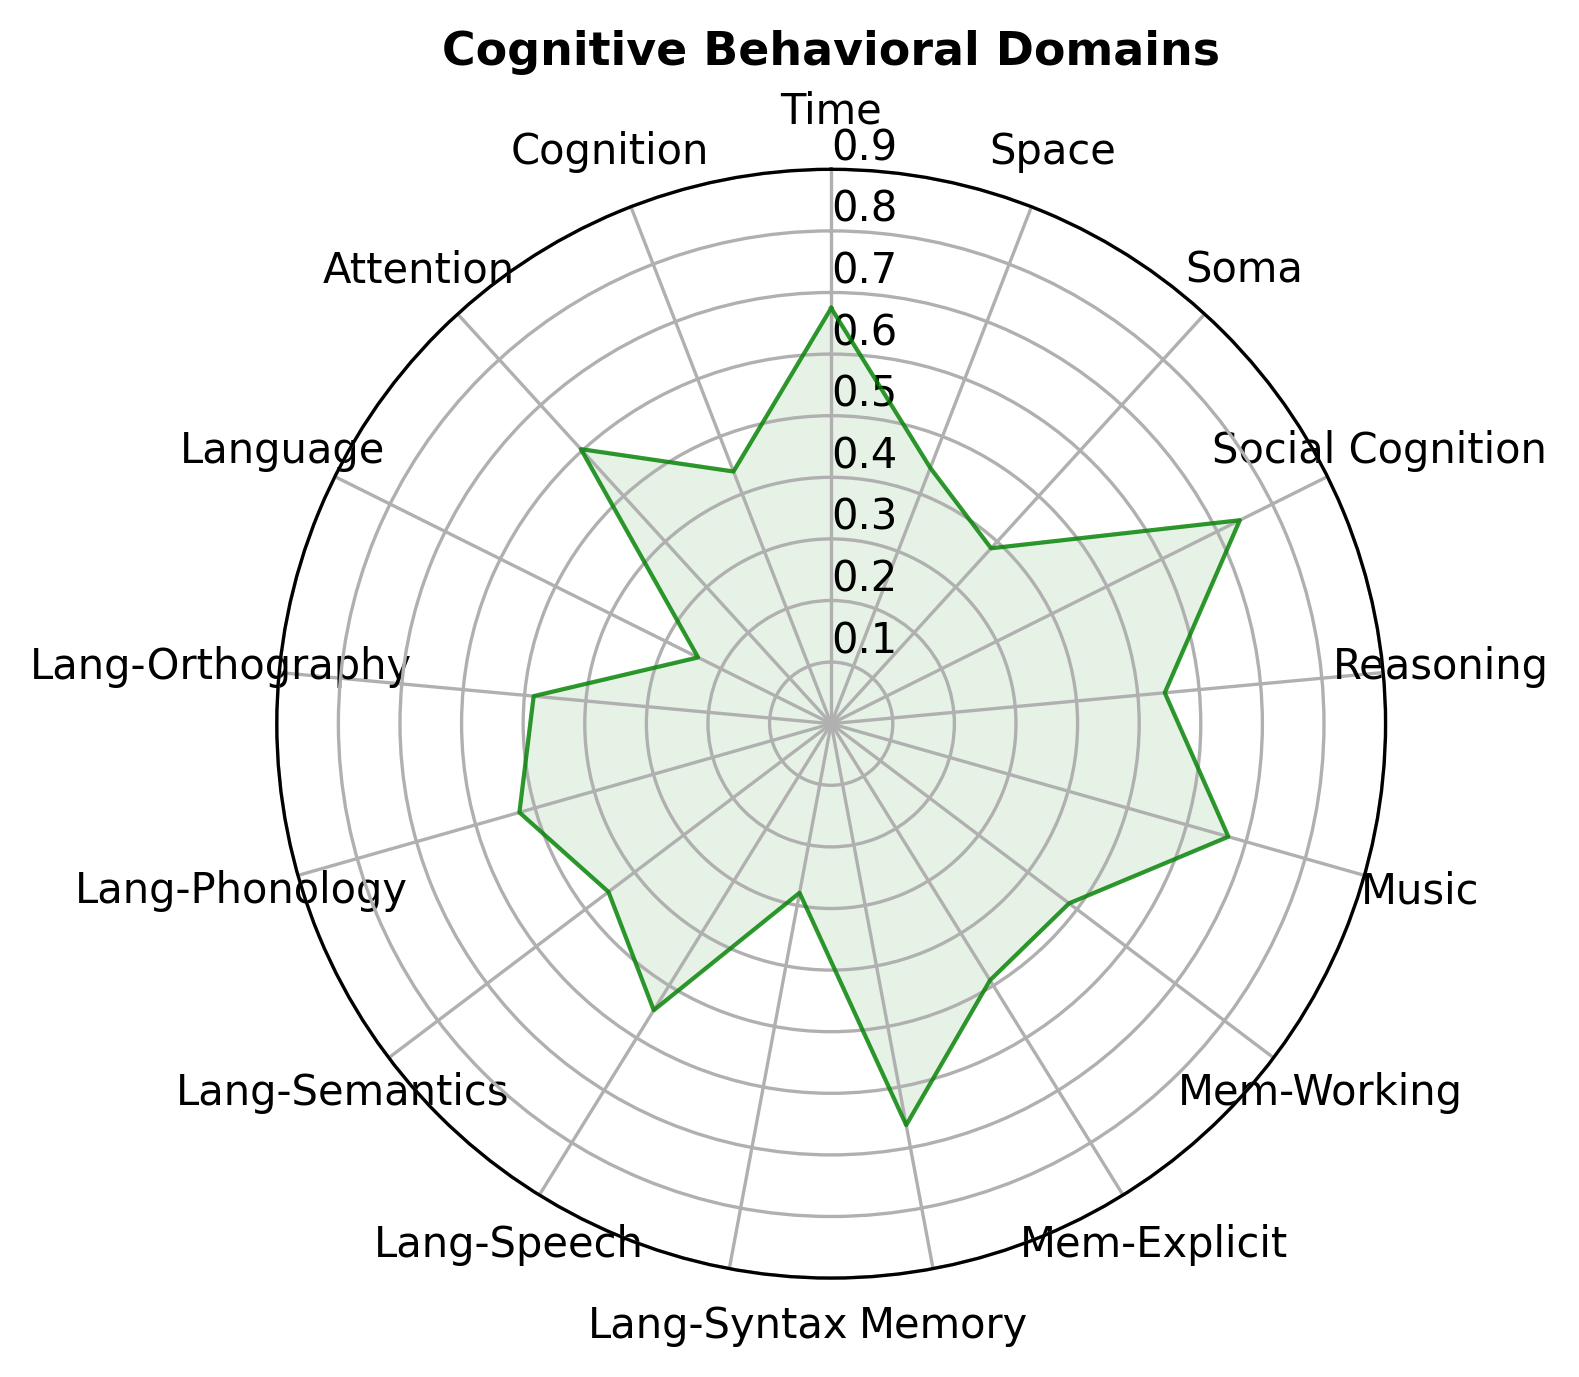 Cognitive Behavioral Domains
Time
0.9
Cognition
Space
0.8
Attention
0.7
Soma
0.6
0.5
Language
0.4
Social Cognition
0.3
0.2
0.1
Lang-Orthography
Reasoning
Lang-Phonology
Music
Lang-Semantics
Mem-Working
Lang-Speech
Mem-Explicit
Lang-Syntax
Memory